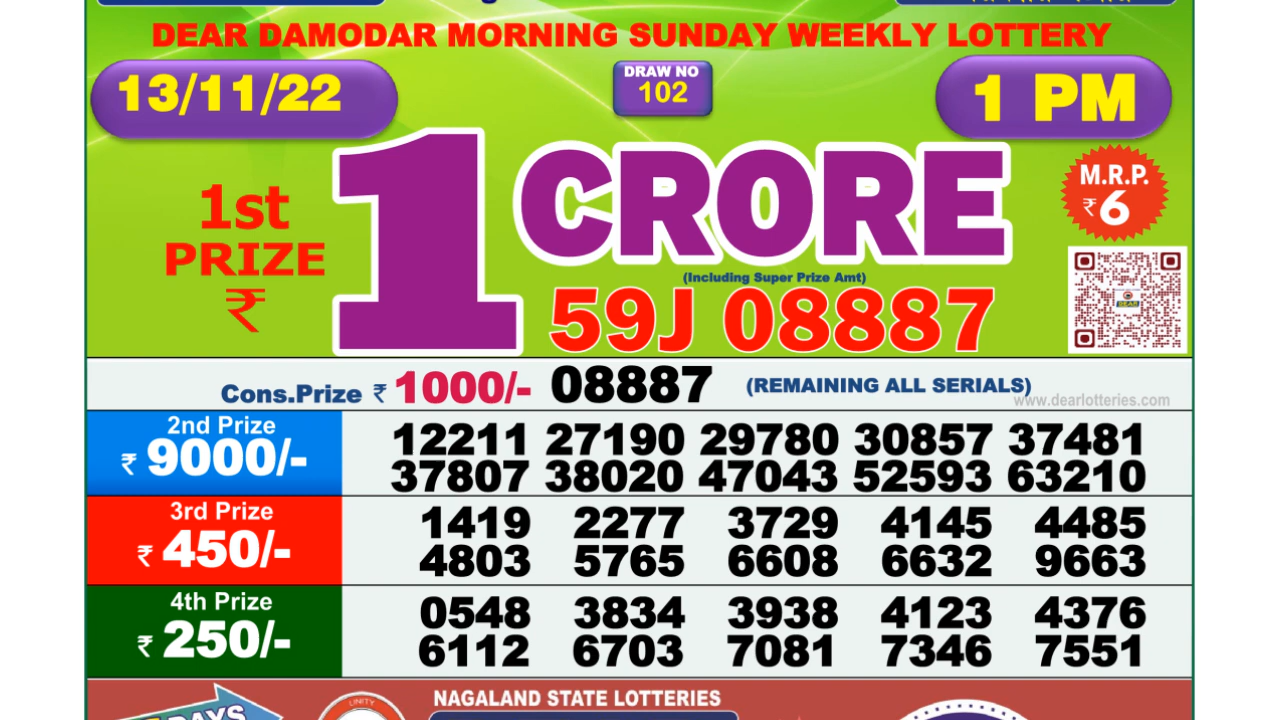 DEAR DAMODAR MORNING SUNDAY WEEKLY LOTTERY
13/11/22
DRAW NO
102
1 PM
1st
PRIZE
₹
1 CRORE
(Including Super Prize Amt)
59J 08887
M.R.P.
₹6
DEAR
Cons.Prize ₹ 1000/- 08887 (REMAINING ALL SERIALS)
www.dearlotteries.com
2nd Prize
₹ 9000/-
12211 27190 29780 30857 37481
37807 38020 47043 52593 63210
3rd Prize
₹ 450/-
1419 2277 3729 4145 4485
4803 5765 6608 6632 9663
4th Prize
₹ 250/-
0548 3834 3938 4123 4376
6112 6703 7081 7346 7551
DAYS
UNITY
NAGALAND STATE LOTTERIES